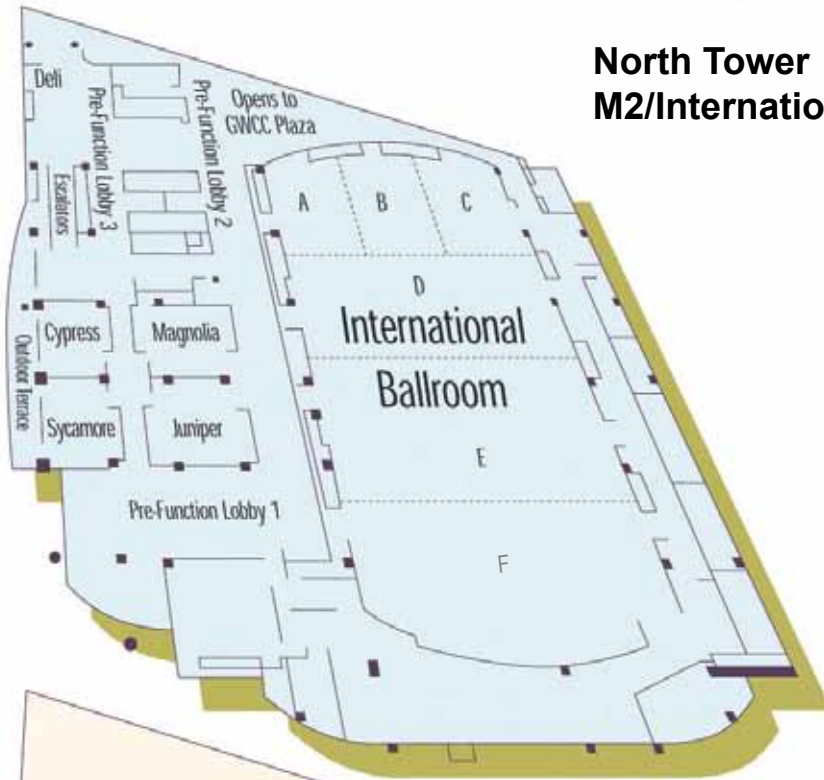 North Tower
M2/Internatio
Deli
Pre-Function Lobby 3
Pre-Function Lobby 2
Opens to
GWCC Plaza
Escalators
A
B
C
D
International
Ballroom
E
F
Cypress
Magnolia
Outdoor Terrace
Sycamore
Juniper
Pre-Function Lobby 1